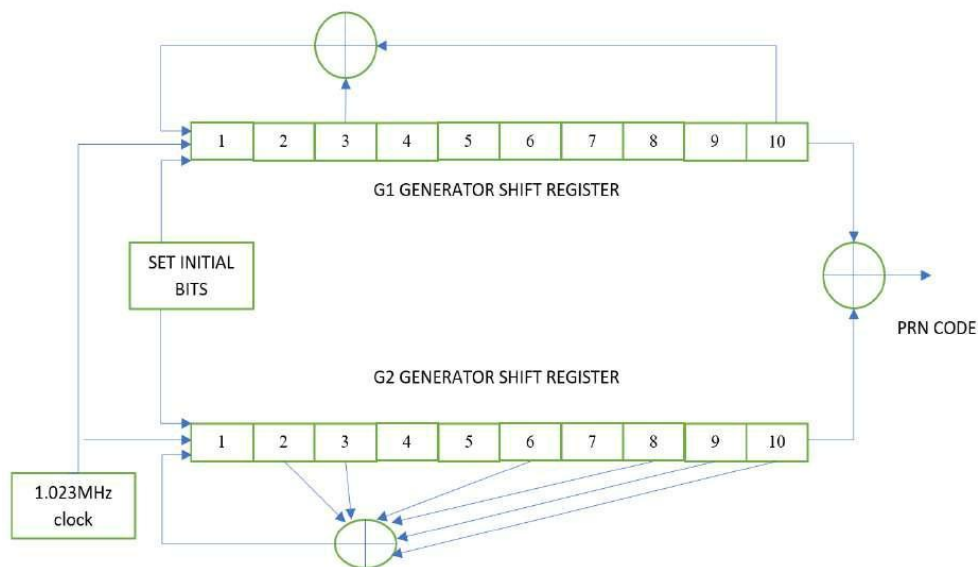 1 2 3 4 5 6 7 8 9 10
G1 GENERATOR SHIFT REGISTER
SET INITIAL
BITS
PRN CODE
G2 GENERATOR SHIFT REGISTER
1 2 3 4 5 6 7 8 9 10
1.023MHz
clock